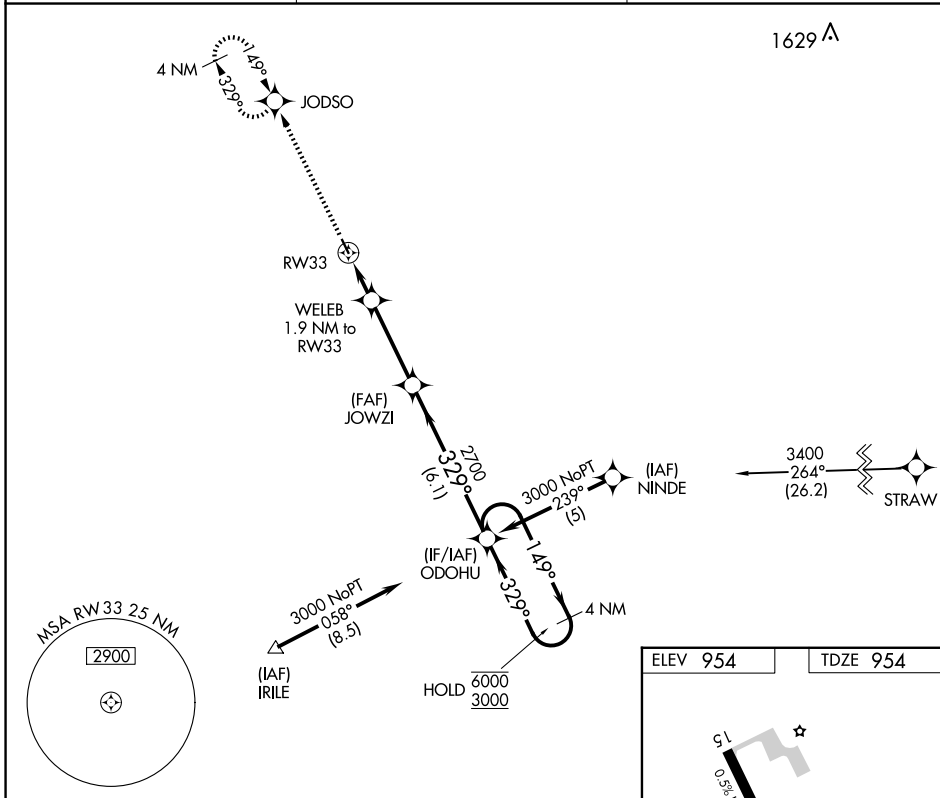 1629
4 NM
149°
329°
JODSO
RW33
WELEB
1.9 NM to
RW33
(FAF)
JOWZI
2700
329°
(6.1)
3000 NoPT
239°
(5)
(IAF)
NINDE
3400
264°
(26.2)
STRAW
(IF/IAF)
ODOHU
149°
329°
4 NM
3000 NoPT
058°
(8.5)
(IAF)
IRILE
HOLD 6000
3000
MSA RW 33 25 NM
2900
ELEV 954
TDZE 954
15
0.5%